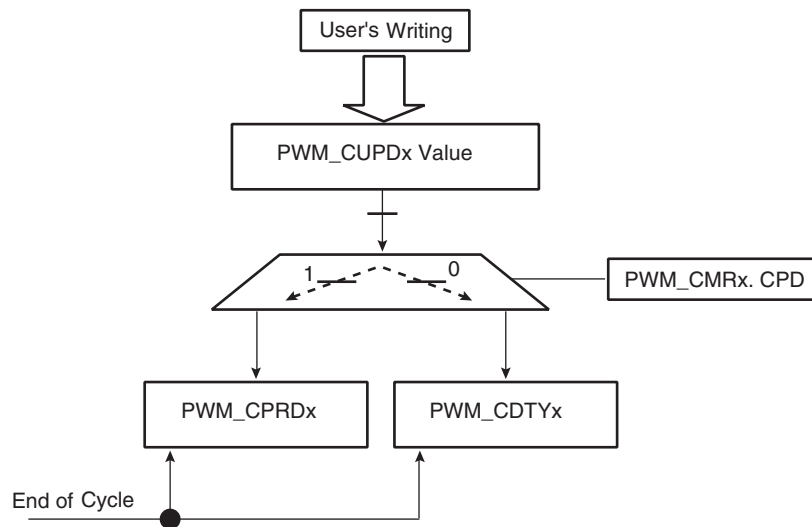 User's Writing
PWM_CUPDx Value
1
0
PWM_CMRx. CPD
PWM_CPRDx
PWM_CDTYx
End of Cycle